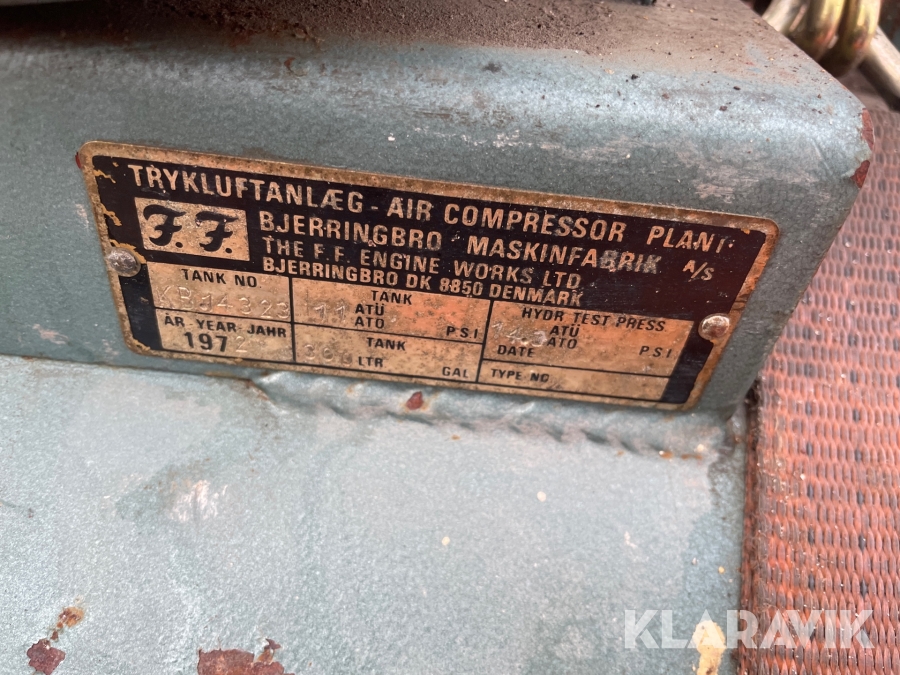 TRYKLUFTANLÆG - AIR COMPRESSOR PLANT
F.F. BJERRINGBRO MASKINFABRIK A/S
THE F.F. ENGINE WORKS LTD
BJERRINGBRO DK 8850 DENMARK
TANK NO. TANK HYDR TEST PRESS
11 ATÜ ATO PSI ATÜ ATO PSI
ÅR YEAR JAHR TANK DATE
1972 LTR GAL TYPE NO
KLARAVIK